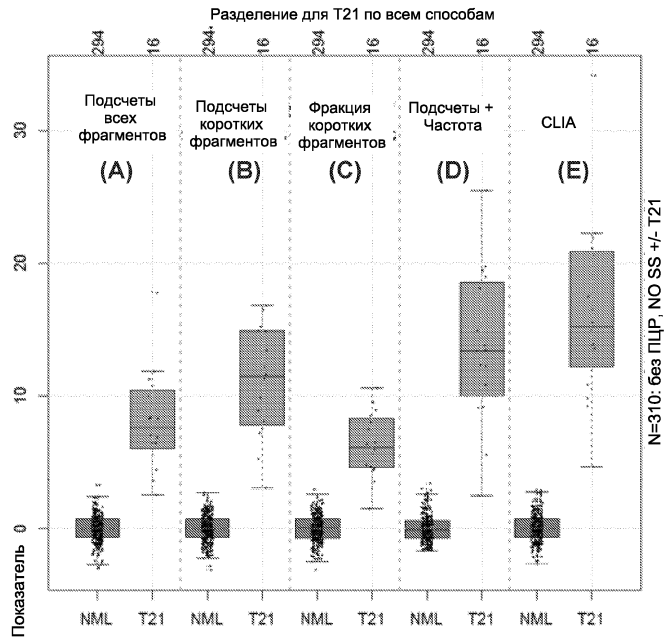 Разделение для T21 по всем способам
294 16 294 16 294 16 294 16 294 16
Подсчеты всех фрагментов
(A)
Подсчеты коротких фрагментов
(B)
Фракция коротких фрагментов
(C)
Подсчеты + Частота
(D)
CLIA
(E)
30
20
10
0
Показатель
N=310: без ПЦР, NO SS +/- T21
NML T21 NML T21 NML T21 NML T21 NML T21